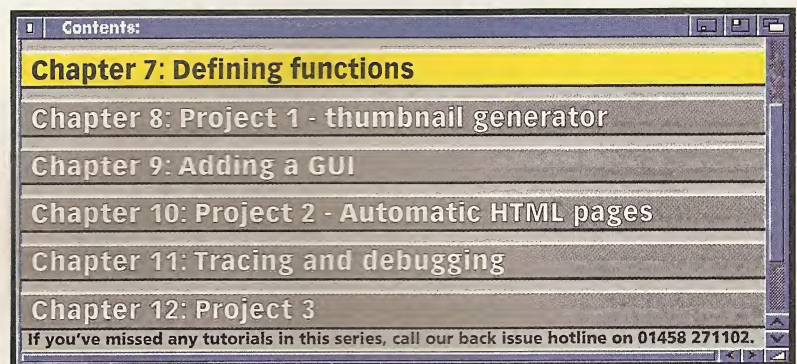 Contents:
Chapter 7: Defining functions
Chapter 8: Project 1 - thumbnail generator
Chapter 9: Adding a GUI
Chapter 10: Project 2 - Automatic HTML pages
Chapter 11: Tracing and debugging
Chapter 12: Project 3
If you've missed any tutorials in this series, call our back issue hotline on 01458 271102.